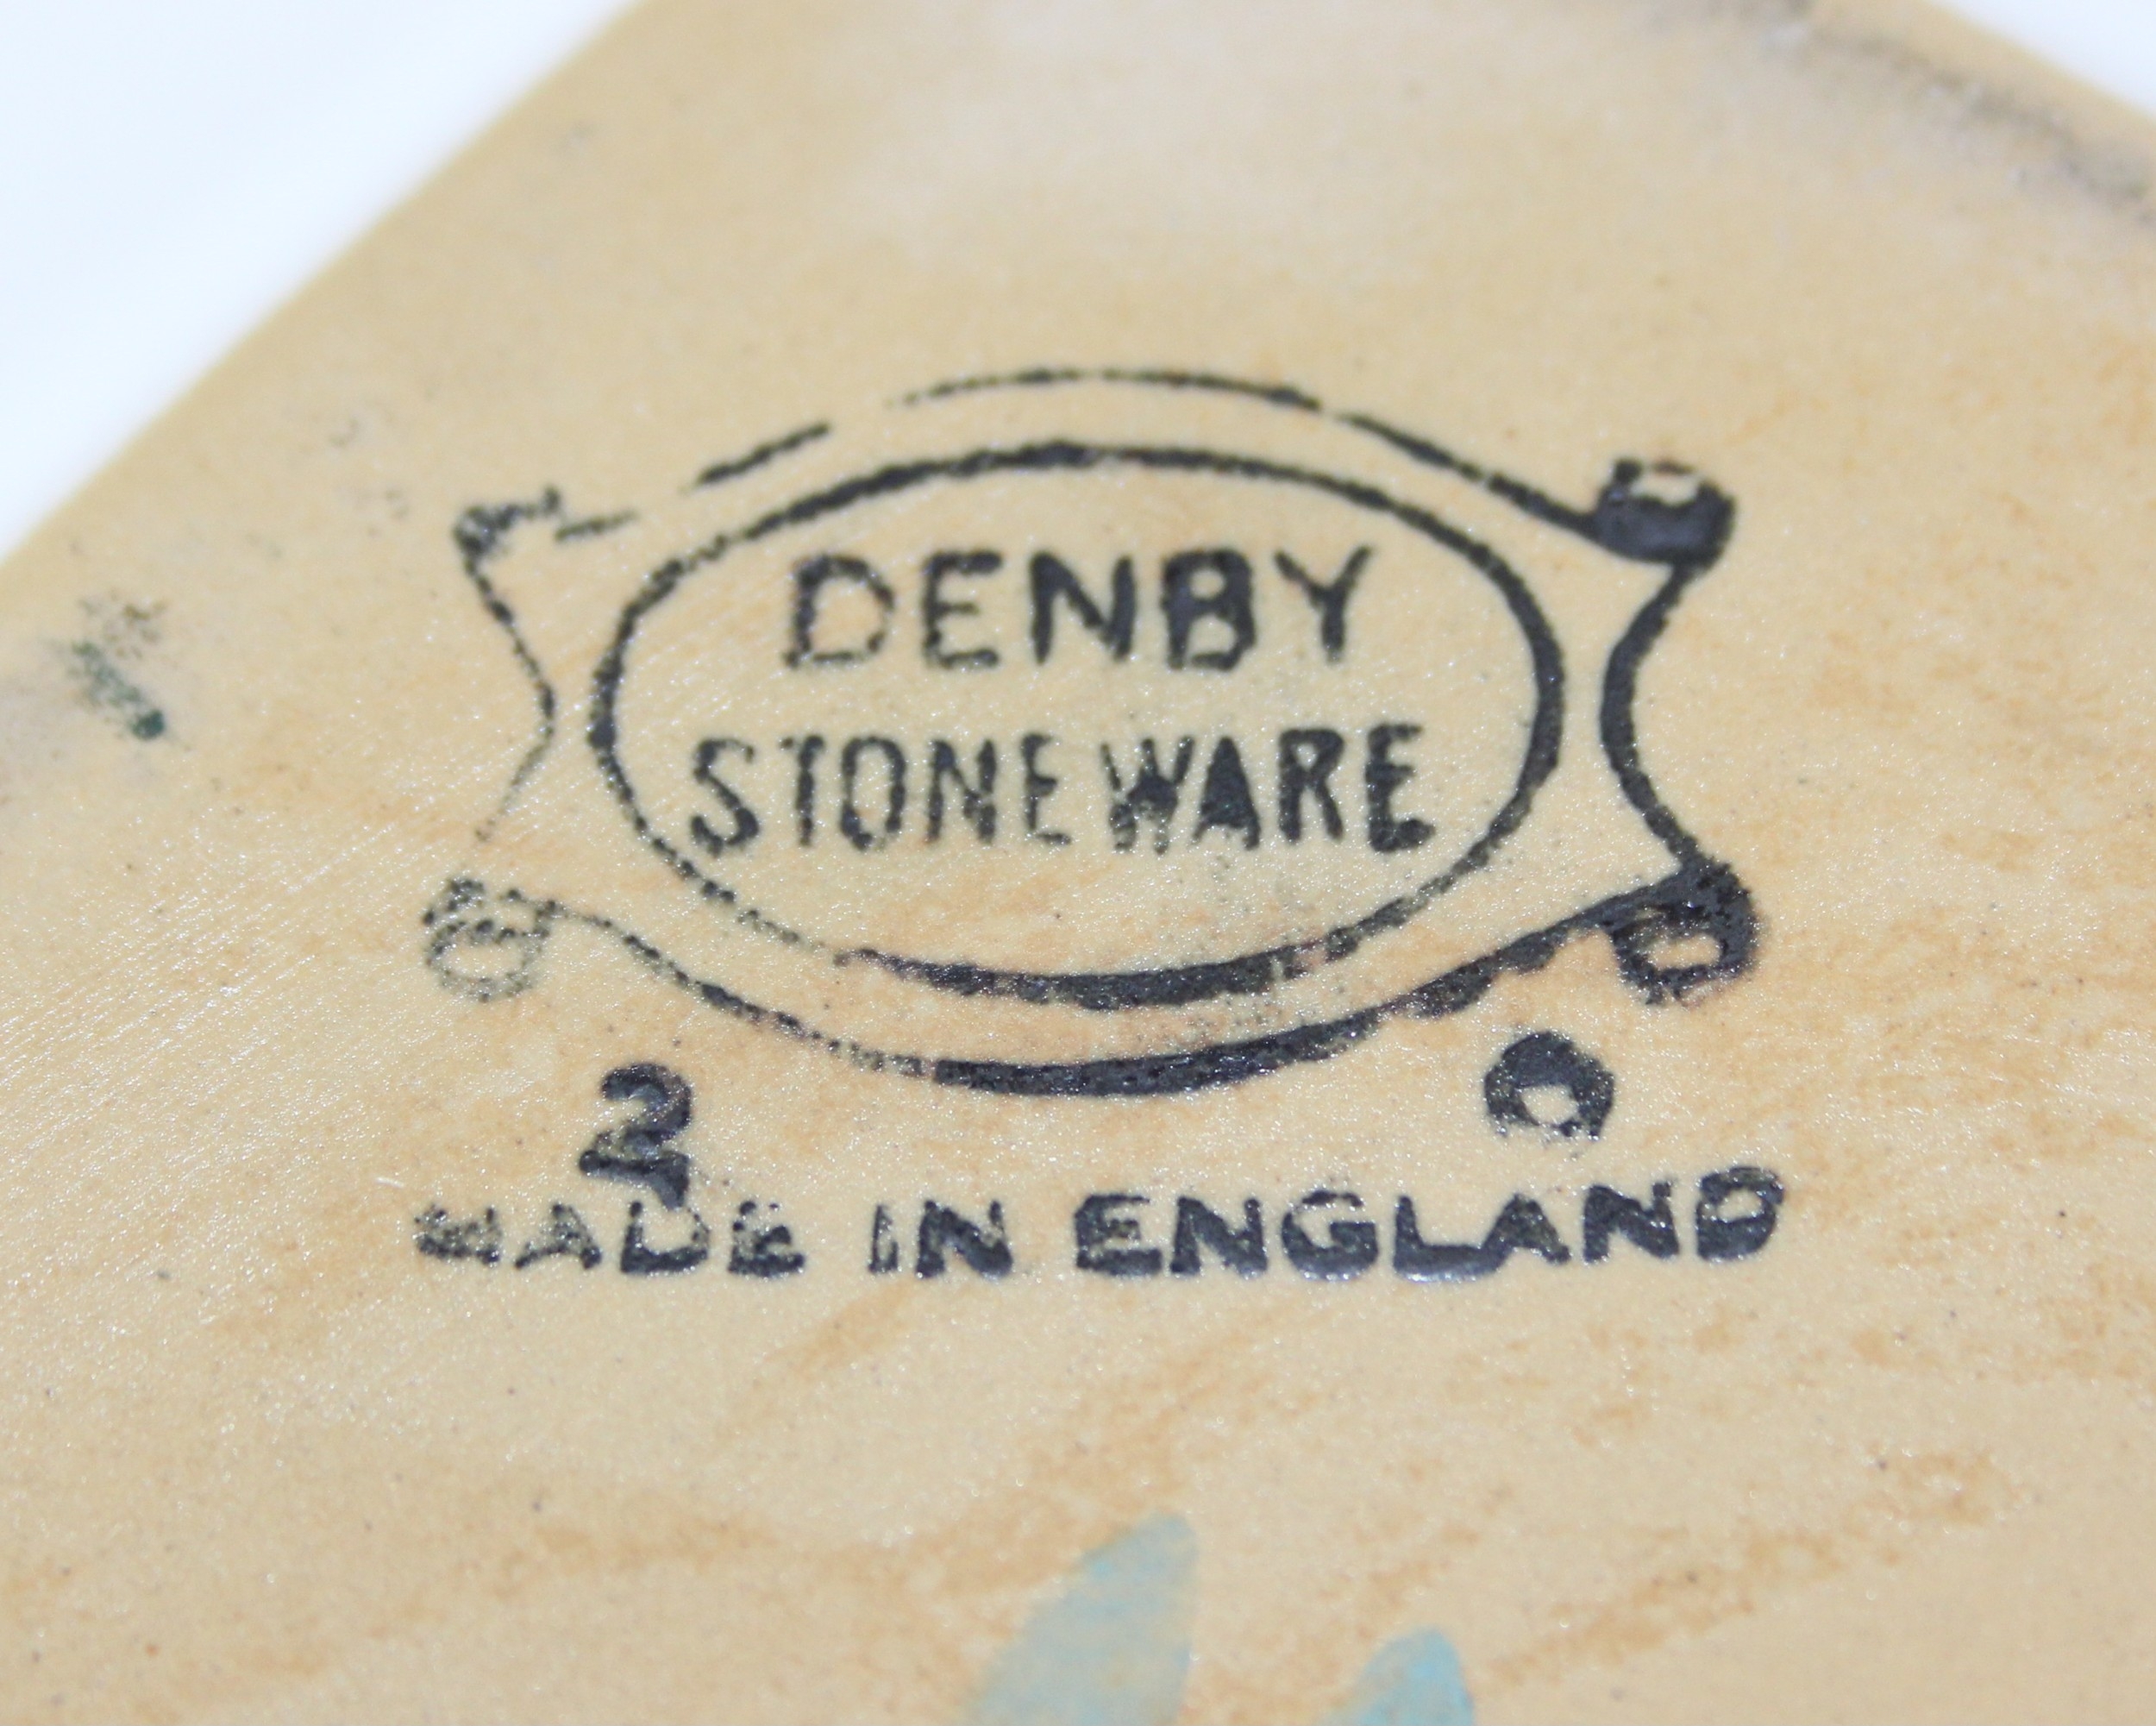 DENBY
STONEWARE
2 O
MADE IN ENGLAND